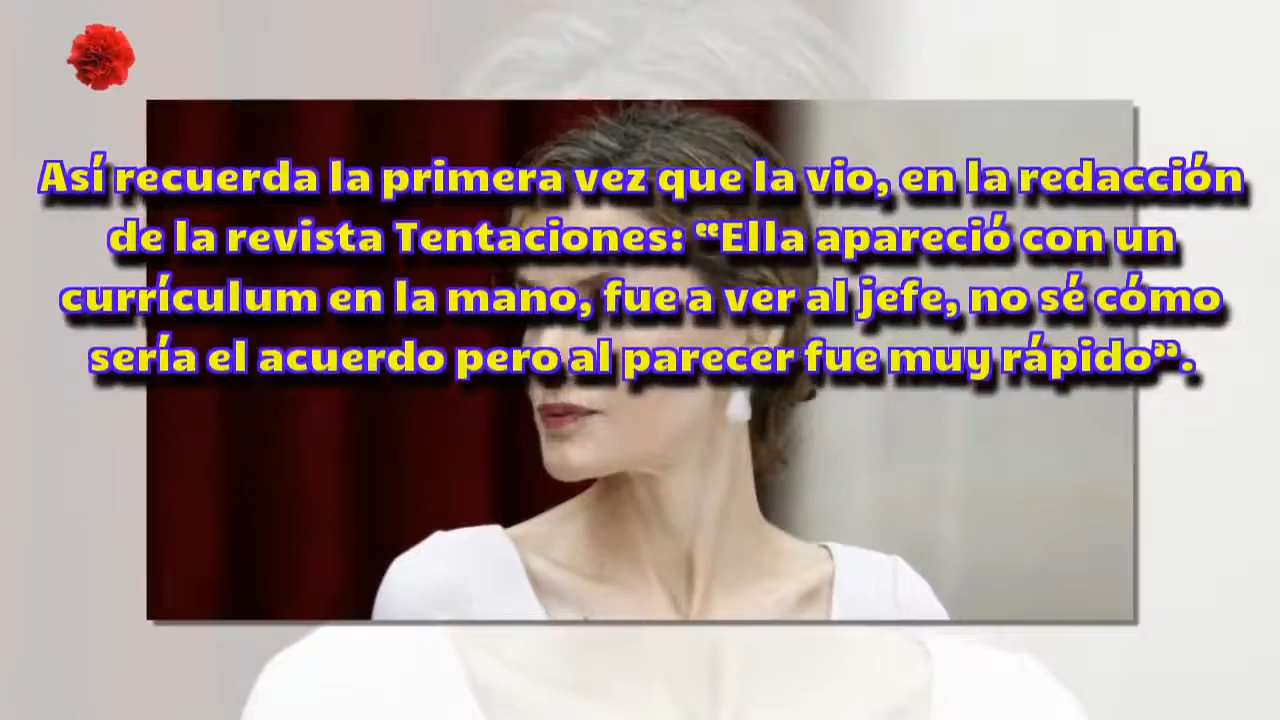 Así recuerda la primera vez que la vio, en la redacción
de la revista Tentaciones: “Ella apareció con un
currículum en la mano, fue a ver al jefe, no sé cómo
sería el acuerdo pero al parecer fue muy rápido”.